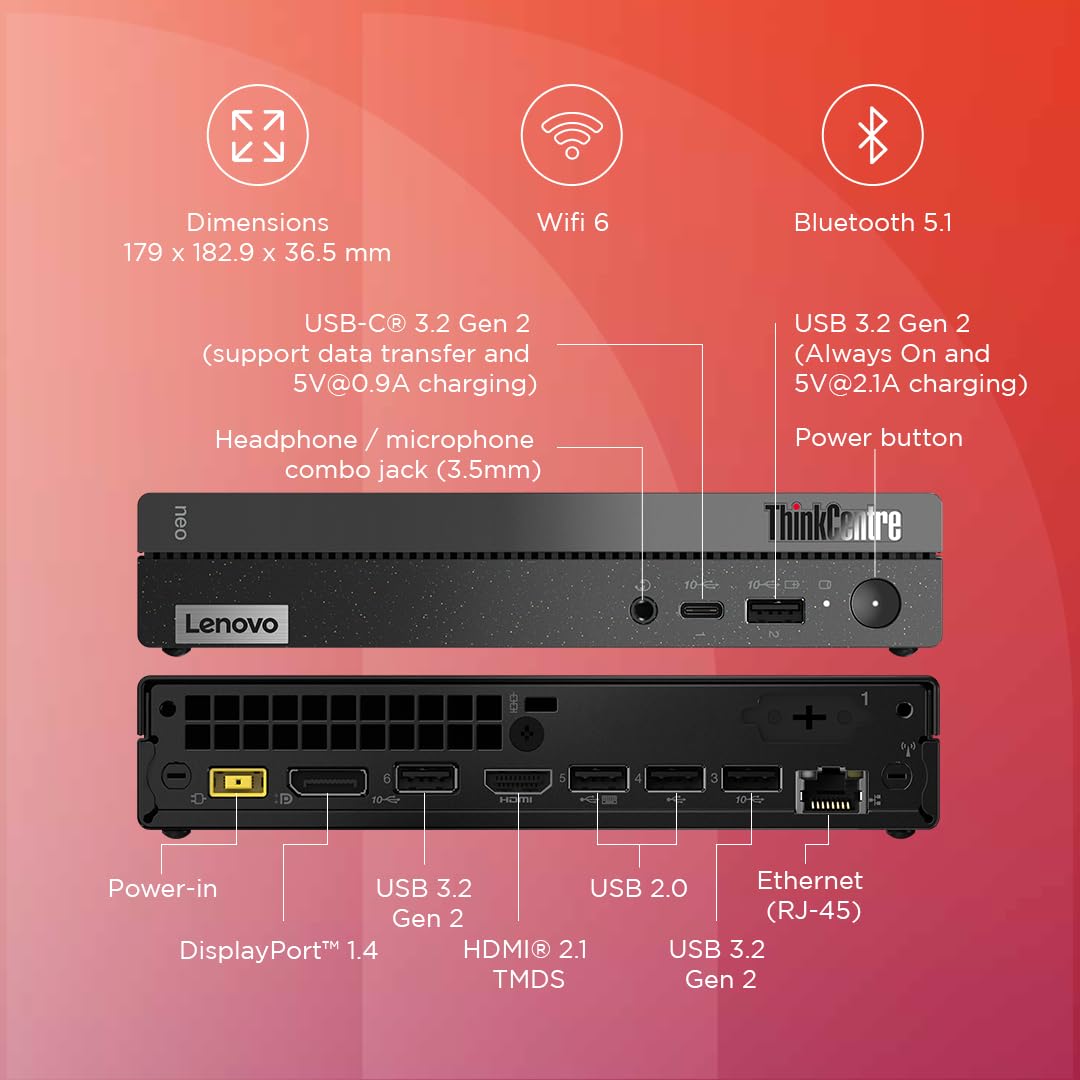 Dimensions
179 x 182.9 x 36.5 mm
Wifi 6
Bluetooth 5.1
USB-C® 3.2 Gen 2
(support data transfer and
5V@0.9A charging)
USB 3.2 Gen 2
(Always On and
5V@2.1A charging)
Headphone / microphone
combo jack (3.5mm)
Power button
neo
ThinkCentre
10
10
Lenovo
1
2
1
6
5
4
3
10
HDMI
10
Power-in
USB 3.2
Gen 2
USB 2.0
Ethernet
(RJ-45)
DisplayPort™ 1.4
HDMI® 2.1
TMDS
USB 3.2
Gen 2